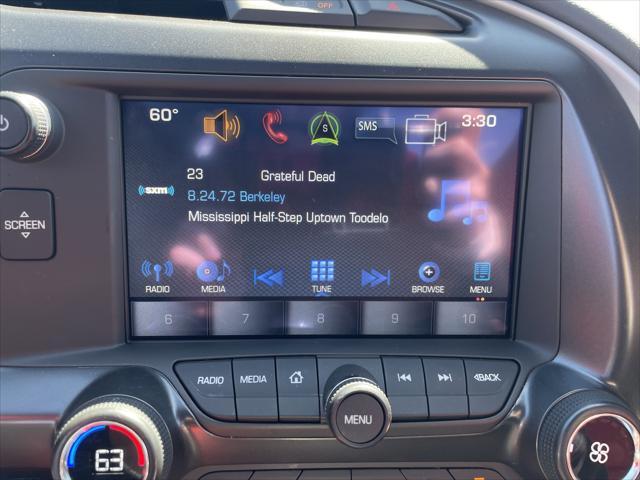 OFF
60°
S
SMS
3:30
23 Grateful Dead
sxm
8.24.72 Berkeley
Mississippi Half-Step Uptown Toodelo
SCREEN
RADIO MEDIA TUNE BROWSE MENU
6 7 8 9 10
RADIO MEDIA BACK
MENU
63